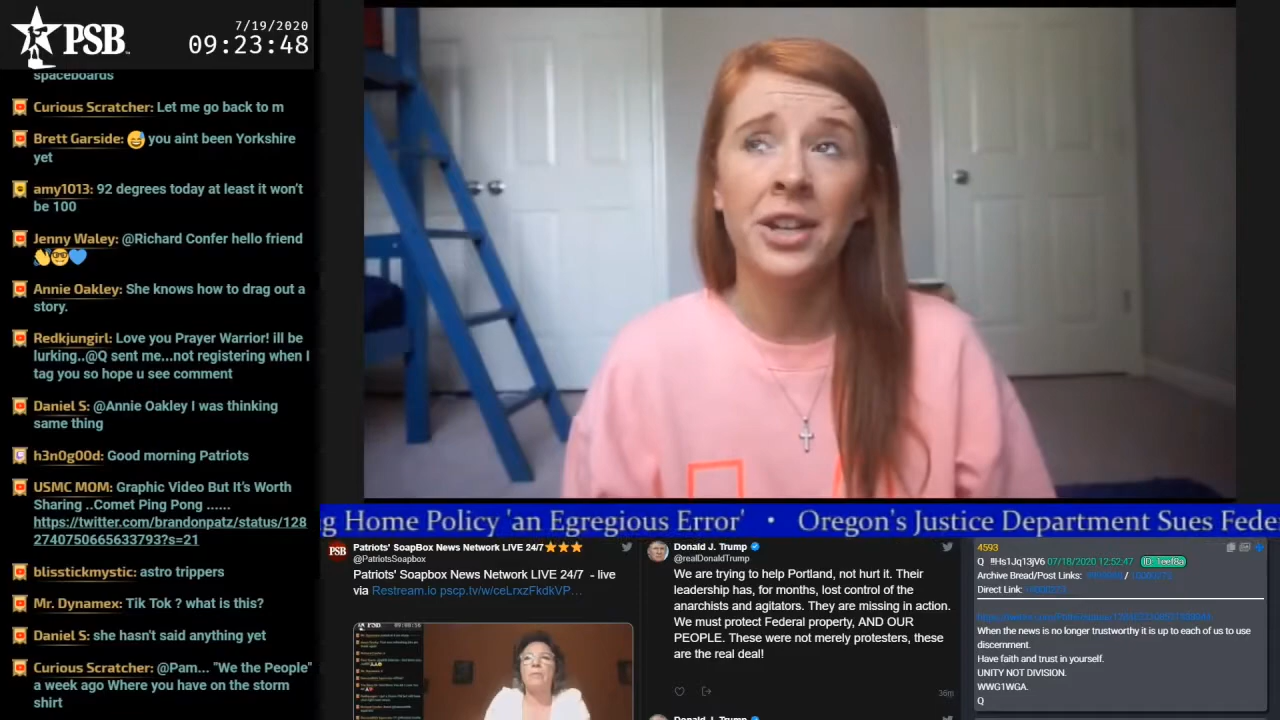 PSB
7/19/2020
09:23:48
spaceboards
Curious Scratcher: Let me go back to m
Brett Garside: 😅 you aint been Yorkshire
yet
amy1013: 92 degrees today at least it won't
be 100
Jenny Waley: @Richard Confer hello friend
👋🤓💙
Annie Oakley: She knows how to drag out a
story.
Redkjungirl: Love you Prayer Warrior! ill be
lurking..@Q sent me...not registering when I
tag you so hope u see comment
Daniel S: @Annie Oakley I was thinking
same thing
h3n0g00d: Good morning Patriots
USMC MOM: Graphic Video But It's Worth
Sharing ..Comet Ping Pong ......
https://twitter.com/brandonpatz/status/128
2740750665633793?s=21
blisstickmystic: astro trippers
Mr. Dynamex: Tik Tok ? what is this?
Daniel S: she hasn't said anything yet
Curious Scratcher: @Pam... "We the People"
a week ago Where you have on the storm
shirt
g Home Policy 'an Egregious Error' • Oregon's Justice Department Sues Fede
PSB
Patriots' SoapBox News Network LIVE 24/7⭐⭐⭐
@PatriotsSoapbox
Patriots' Soapbox News Network LIVE 24/7 - live
via Restream.io pscp.tv/w/ceLrxzFkdkVP…
Donald J. Trump
@realDonaldTrump
We are trying to help Portland, not hurt it. Their
leadership has, for months, lost control of the
anarchists and agitators. They are missing in action.
We must protect Federal property, AND OUR
PEOPLE. These were not merely protesters, these
are the real deal!
36m
Donald J. Trump
4593
Q !!Hs1Jq13jV6 07/18/2020 12:52:47 ID: 1eef8a
Archive Bread/Post Links: /
Direct Link:
When the news is no longer trustworthy it is up to each of us to use
discernment.
Have faith and trust in yourself.
UNITY NOT DIVISION.
WWG1WGA.
Q